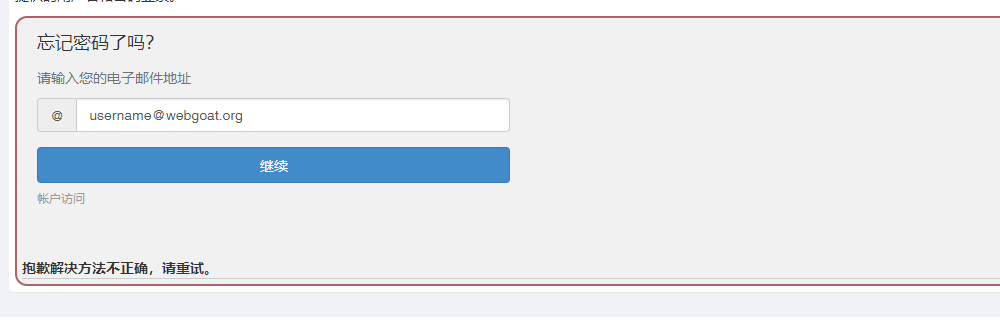 忘记密码了吗?
请输入您的电子邮件地址
@ username@webgoat.org
继续
帐户访问
抱歉解决方法不正确，请重试。